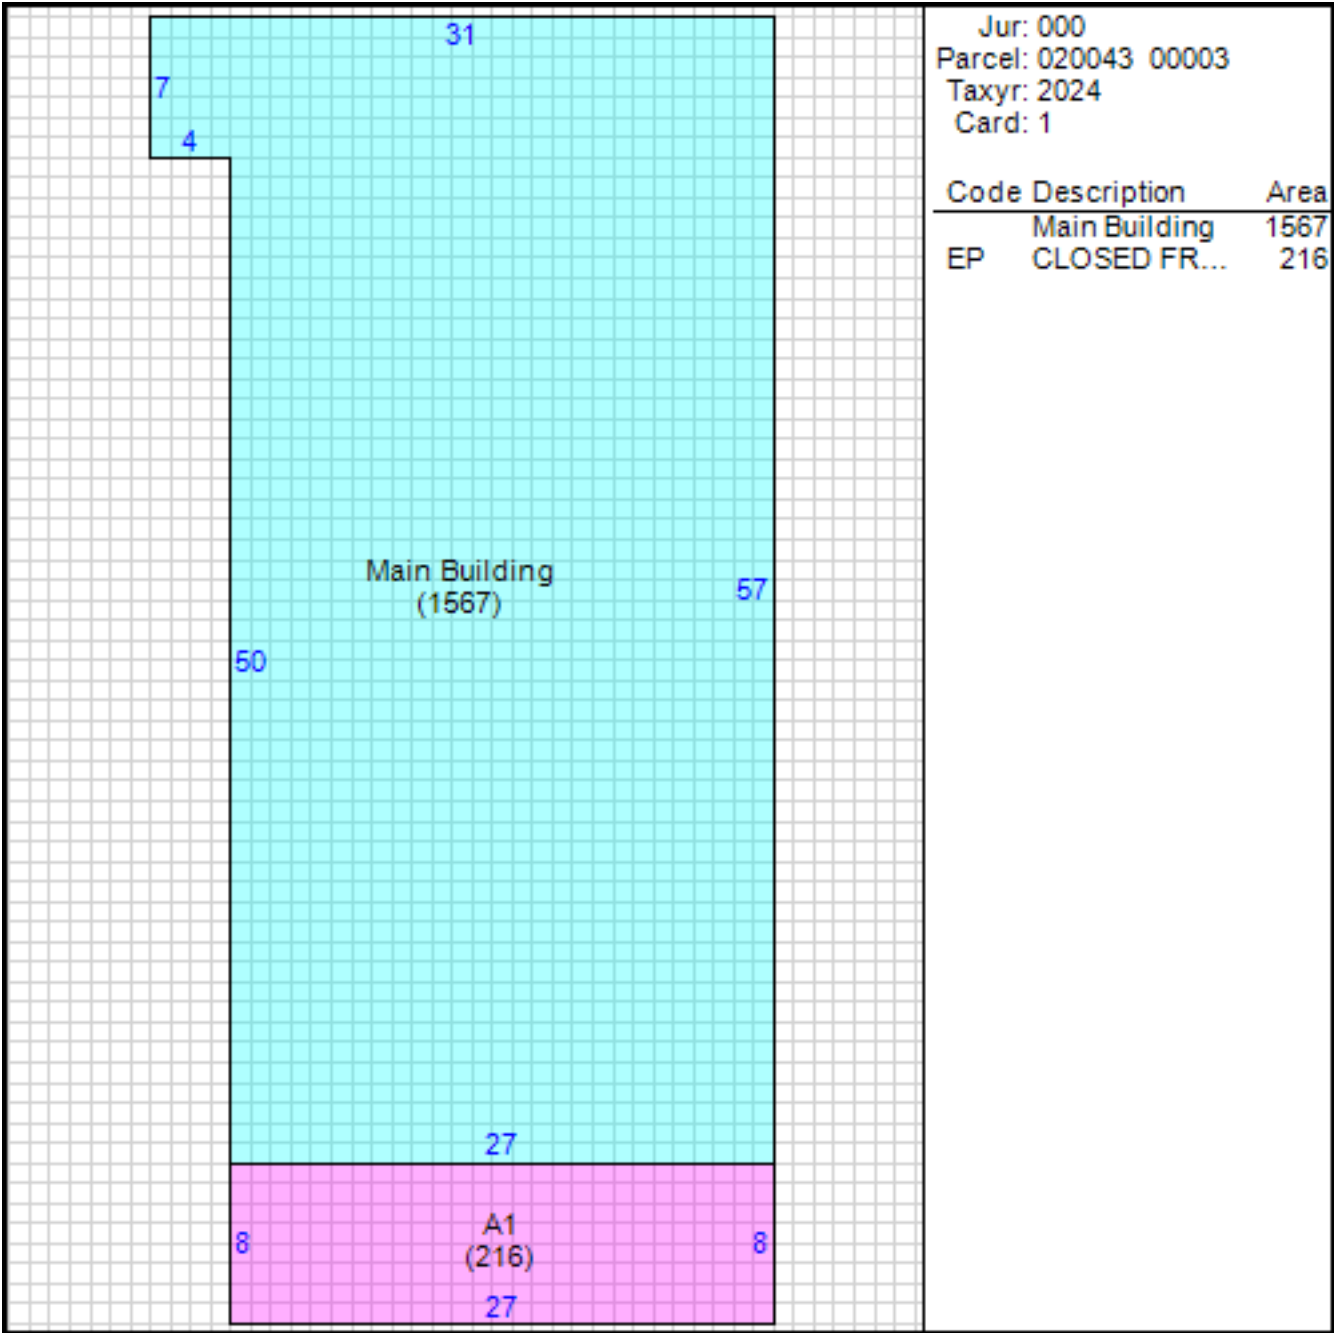 31
7
4
Main Building
(1567)
57
50
27
A1
(216)
8
8
27
Jur: 000
Parcel: 020043 00003
Taxyr: 2024
Card: 1
Code Description Area
Main Building 1567
EP CLOSED FR... 216